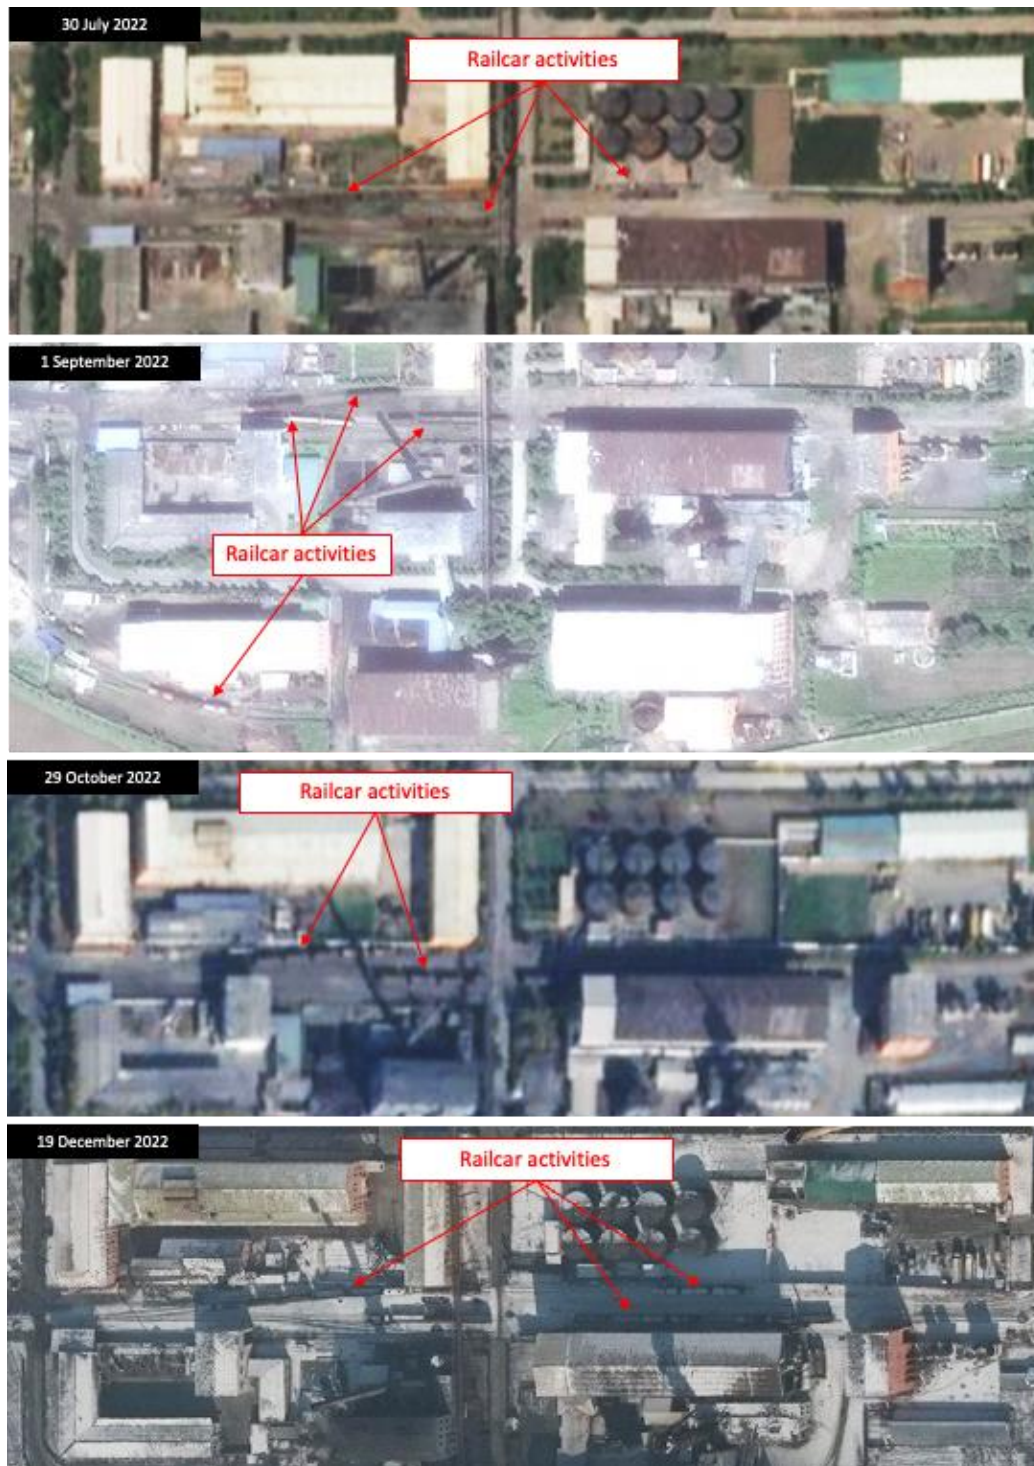 30 July 2022
Railcar activities
1 September 2022
Railcar activities
29 October 2022
Railcar activities
19 December 2022
Railcar activities